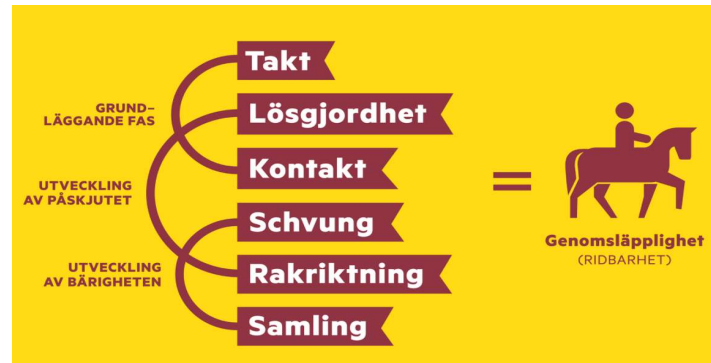 Takt
Lösgjordhet
Kontakt
Schvung
Rakriktning
Samling
GRUND-
LÄGGANDE FAS
UTVECKLING
AV PÅSKJUTET
UTVECKLING
AV BÄRIGHETEN
=
Genomsläpplighet
(RIDBARHET)